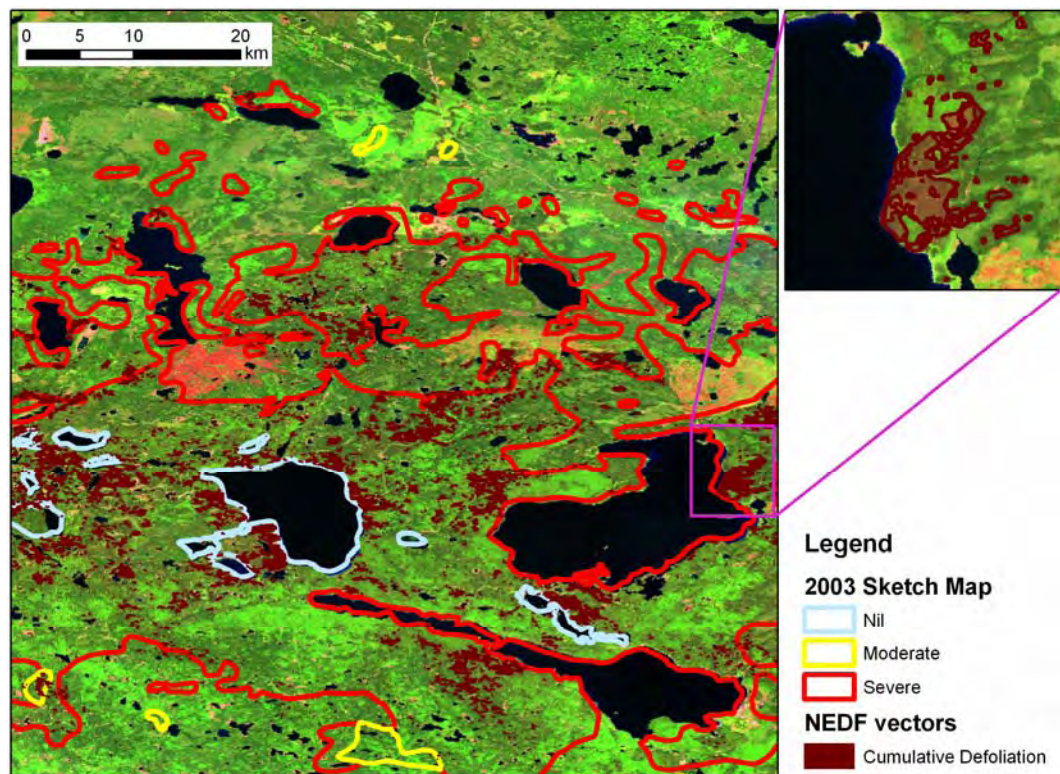 0 5 10 20
km
Legend
2003 Sketch Map
Nil
Moderate
Severe
NEDF vectors
Cumulative Defoliation